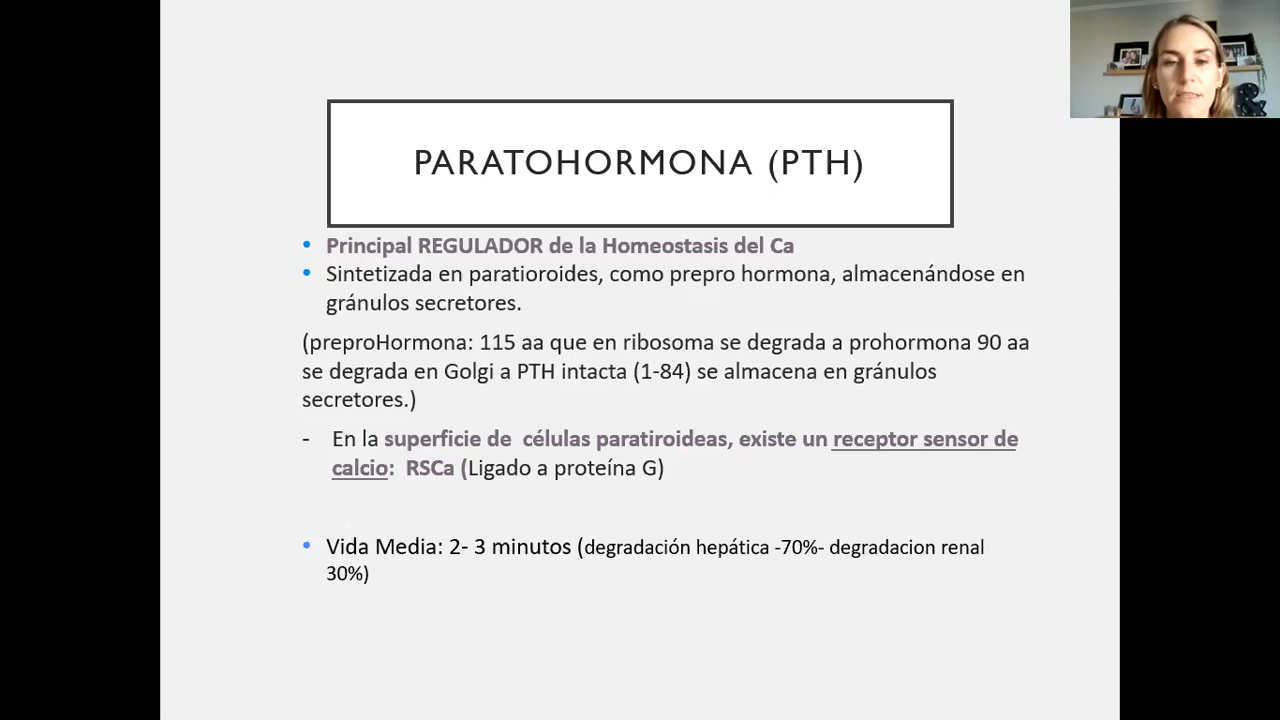 PARATOHORMONA (PTH)
• Principal REGULADOR de la Homeostasis del Ca
• Sintetizada en paratioroides, como prepro hormona, almacenándose en
gránulos secretores.
(preproHormona: 115 aa que en ribosoma se degrada a prohormona 90 aa
se degrada en Golgi a PTH intacta (1-84) se almacena en gránulos
secretores.)
- En la superficie de células paratiroideas, existe un receptor sensor de
calcio: RSCa (Ligado a proteína G)
• Vida Media: 2- 3 minutos (degradación hepática -70%- degradacion renal
30%)